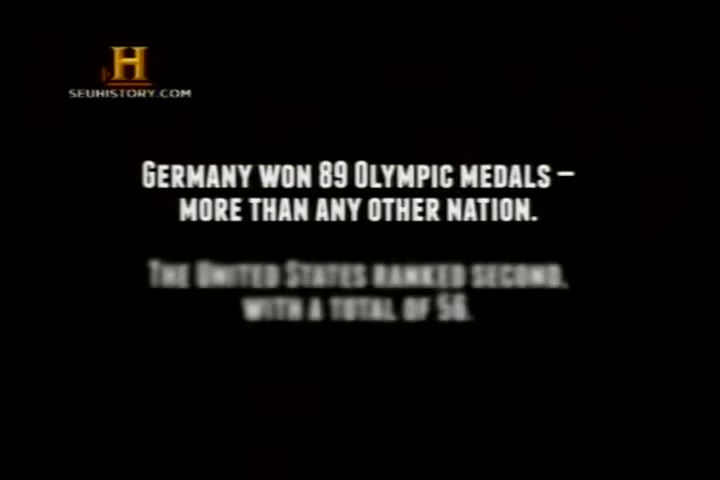 H
SEUHISTORY.COM
GERMANY WON 89 OLYMPIC MEDALS –
MORE THAN ANY OTHER NATION.
THE UNITED STATES RANKED SECOND,
WITH A TOTAL OF 56.